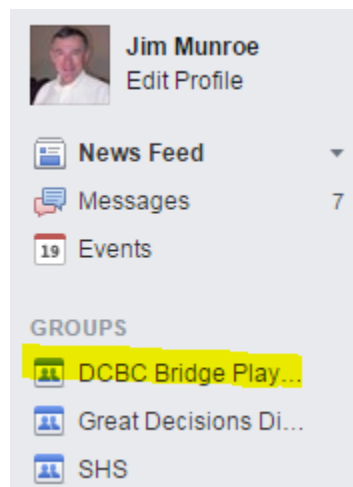 Jim Munroe
Edit Profile
News Feed
Messages 7
19 Events
GROUPS
DCBC Bridge Play...
Great Decisions Di...
SHS